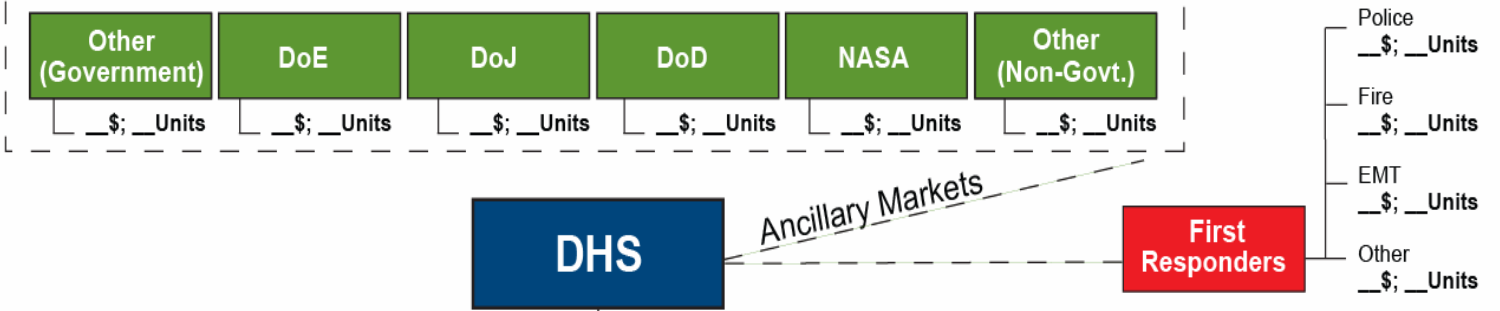 Other
(Government)
DoE
DoJ
DoD
NASA
Other
(Non-Govt.)
__$; __Units
__$; __Units
__$; __Units
__$; __Units
__$; __Units
__$; __Units
Police
__$; __Units
Fire
__$; __Units
EMT
__$; __Units
Other
__$; __Units
Ancillary Markets
DHS
First
Responders